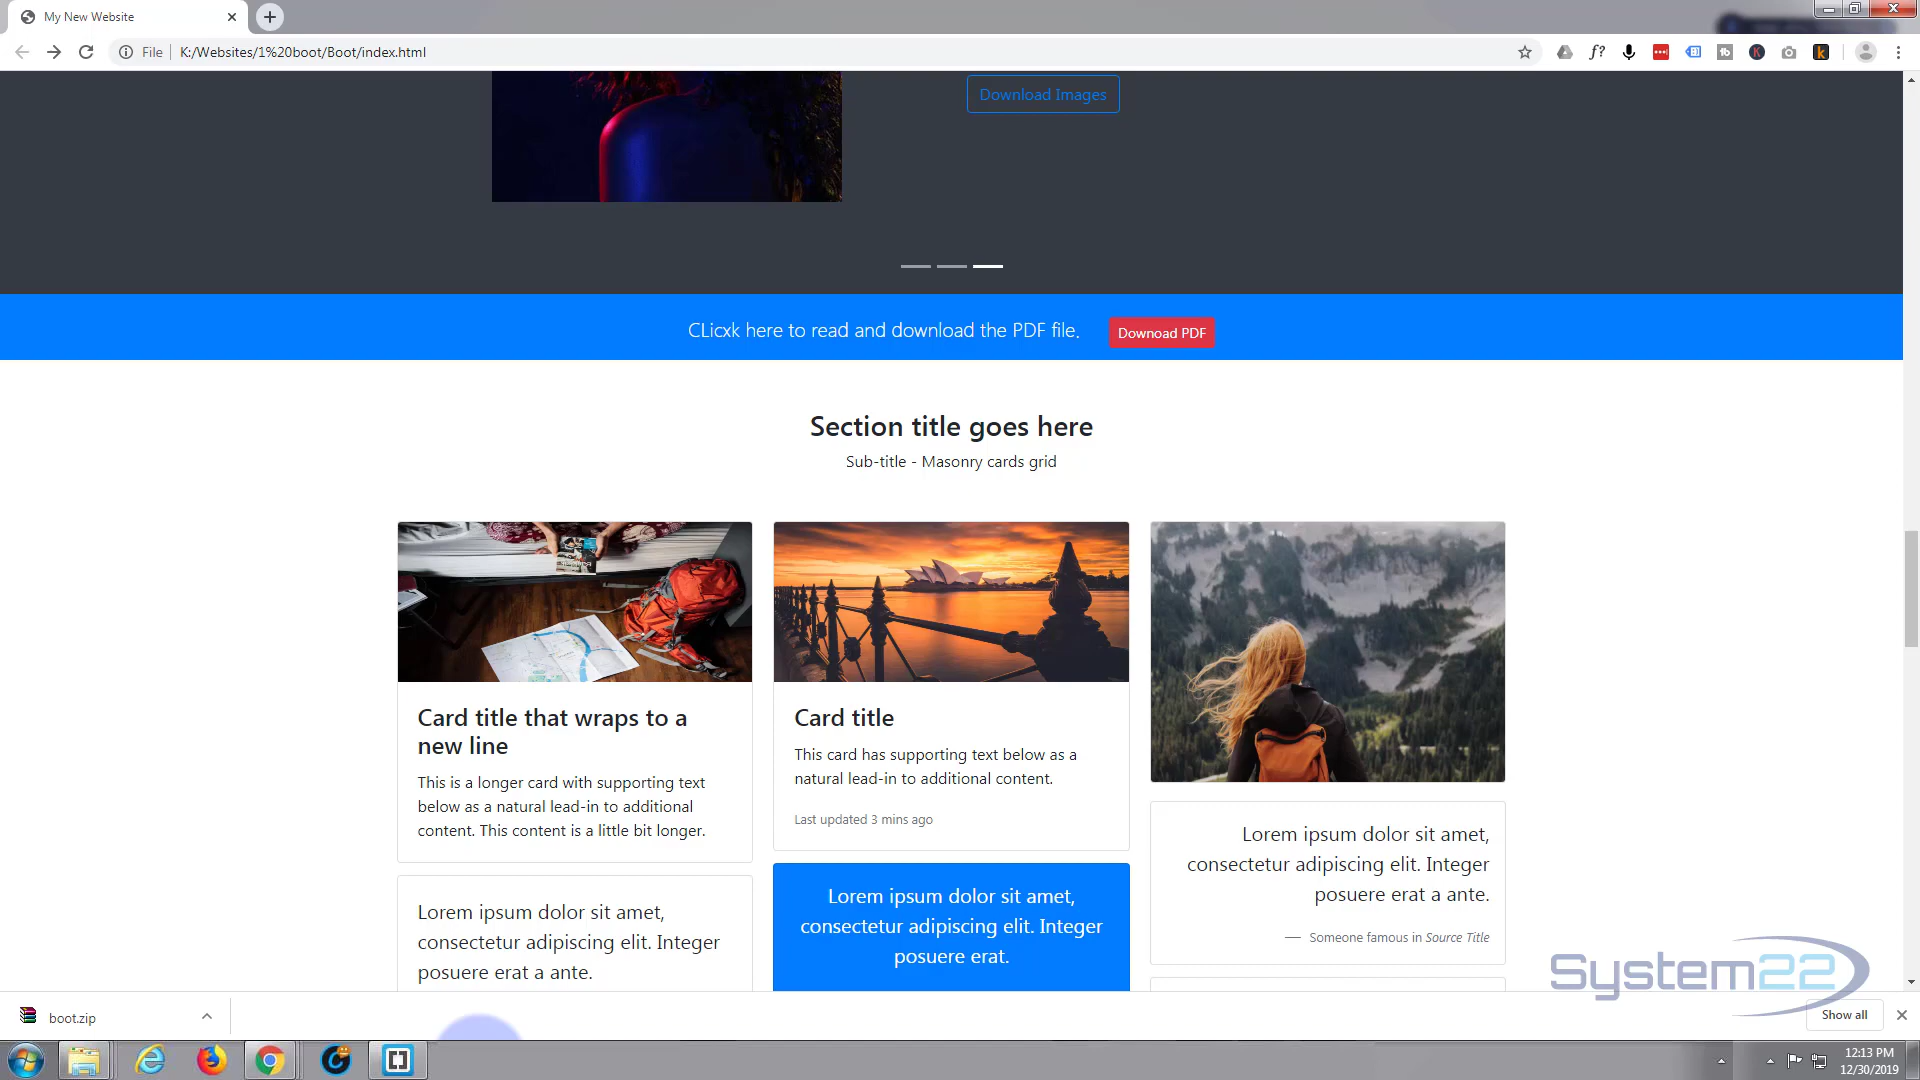 My New Website
File
K:/Websites/1%20boot/Boot/index.html
f?
tb
K
k
Download Images
CLicxk here to read and download the PDF file.
Downoad PDF
Section title goes here
Sub-title - Masonry cards grid
Card title that wraps to a
new line
This is a longer card with supporting text
below as a natural lead-in to additional
content. This content is a little bit longer.
Lorem ipsum dolor sit amet,
consectetur adipiscing elit. Integer
posuere erat a ante.
Card title
This card has supporting text below as a
natural lead-in to additional content.
Last updated 3 mins ago
Lorem ipsum dolor sit amet,
consectetur adipiscing elit. Integer
posuere erat.
Lorem ipsum dolor sit amet,
consectetur adipiscing elit. Integer
posuere erat a ante.
— Someone famous in Source Title
System22
boot.zip
Show all
12:13 PM
12/30/2019